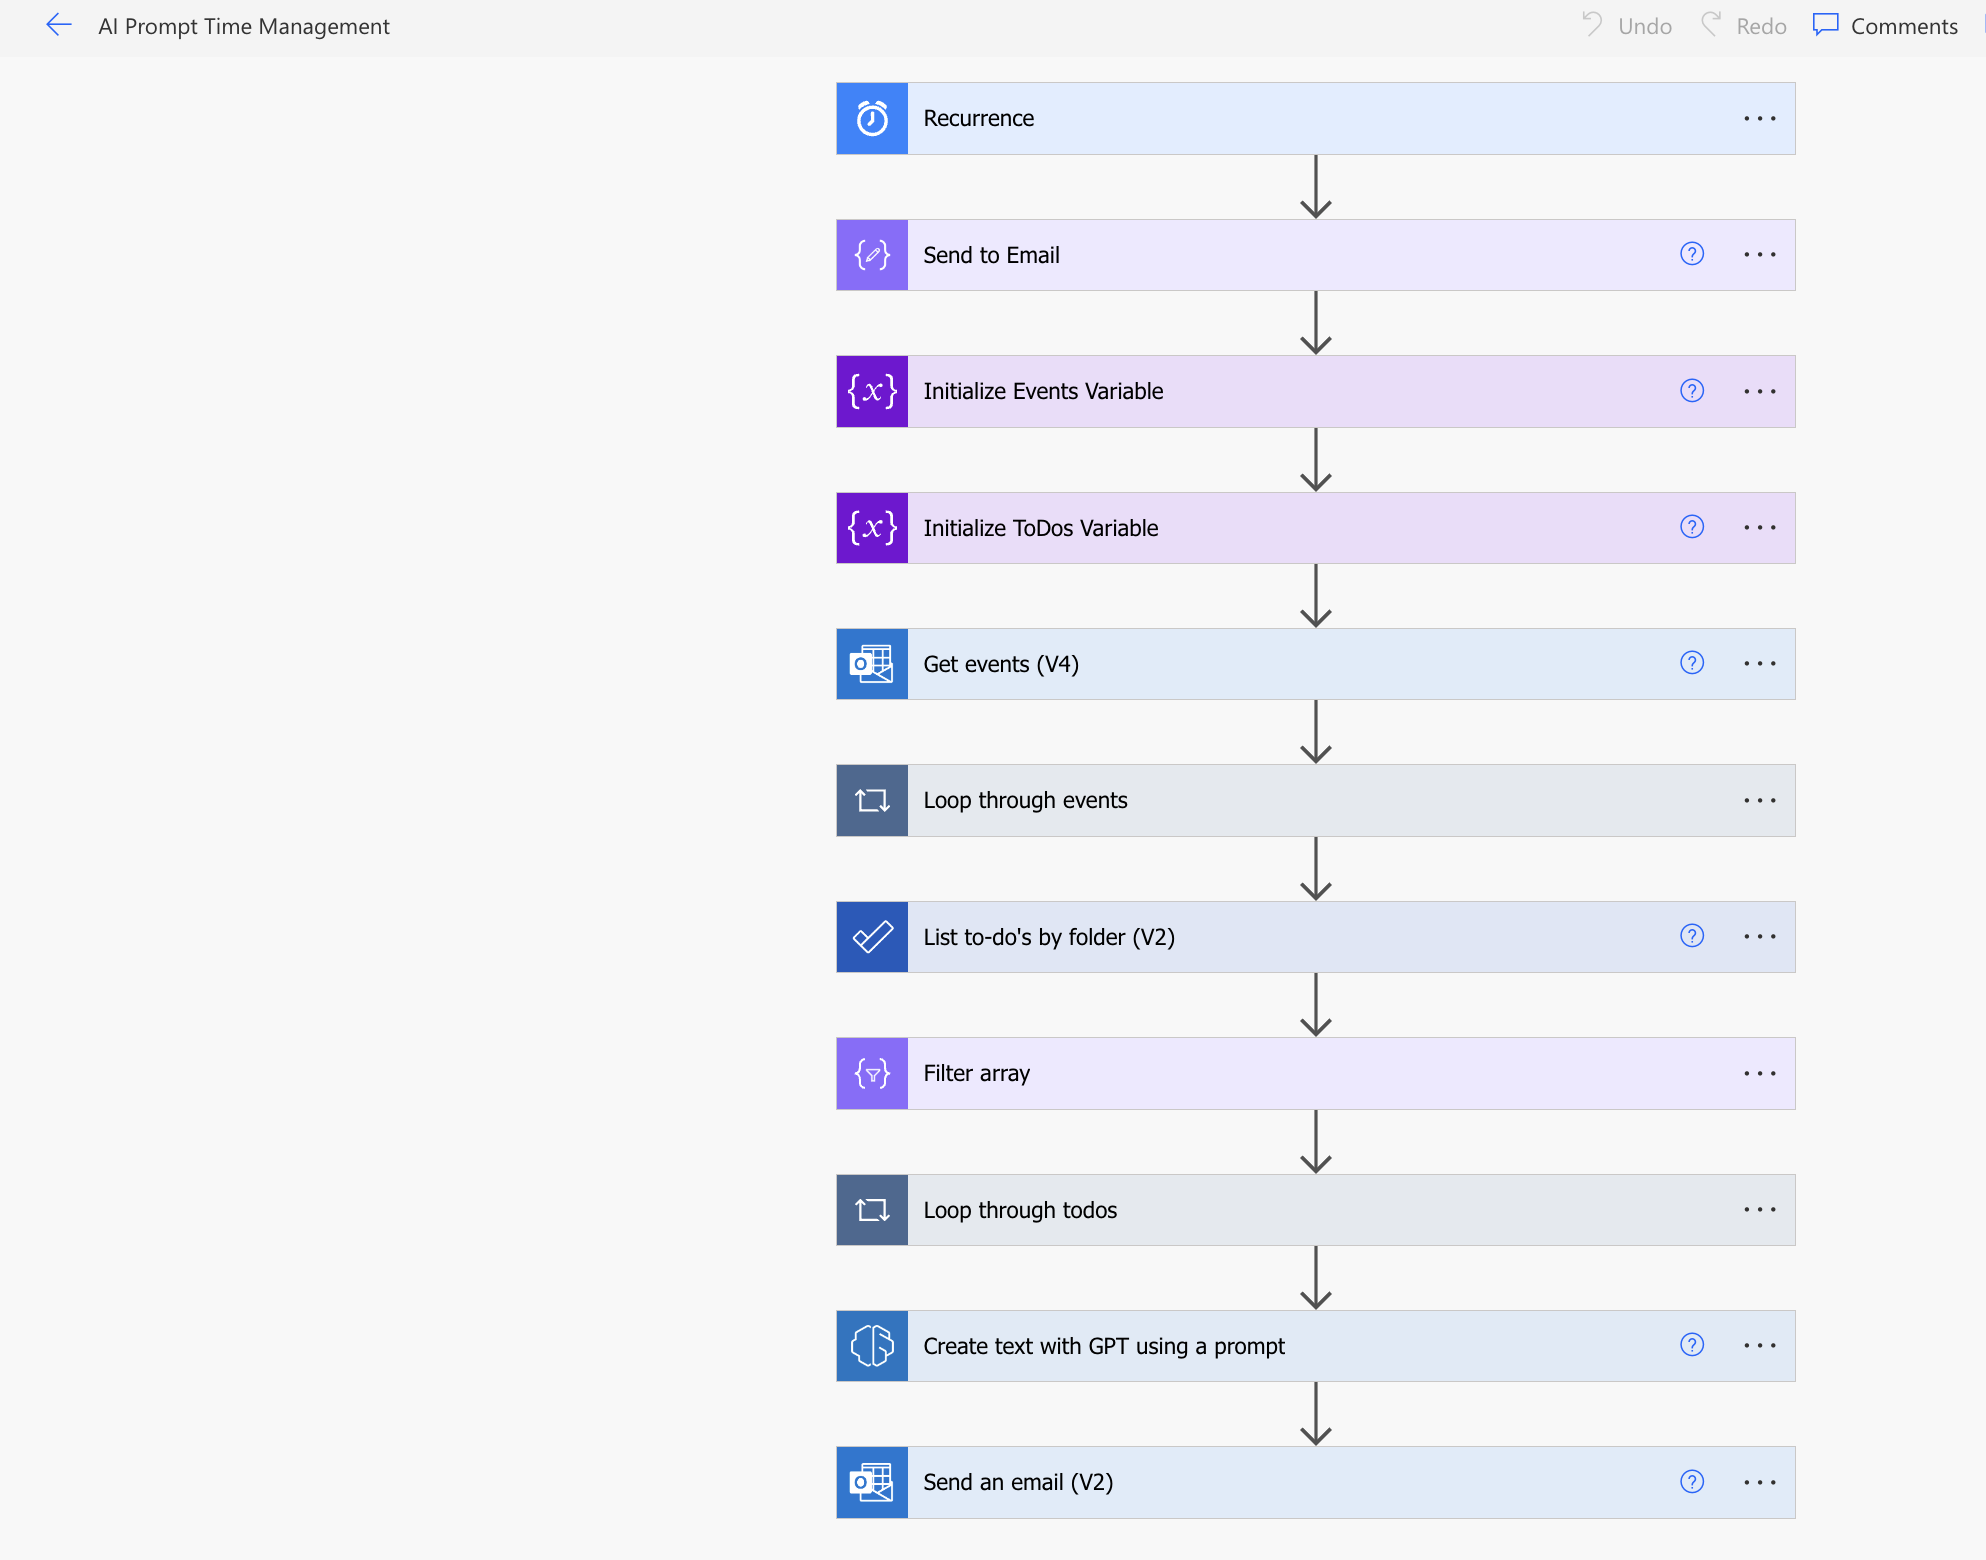 AI Prompt Time Management
Undo
Redo
Comments
Recurrence
Send to Email
Initialize Events Variable
Initialize ToDos Variable
Get events (V4)
Loop through events
List to-do's by folder (V2)
Filter array
Loop through todos
Create text with GPT using a prompt
Send an email (V2)